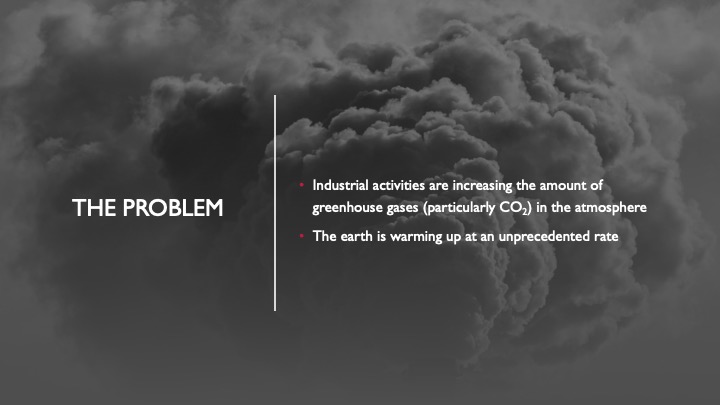 THE PROBLEM
• Industrial activities are increasing the amount of
greenhouse gases (particularly CO₂) in the atmosphere
• The earth is warming up at an unprecedented rate